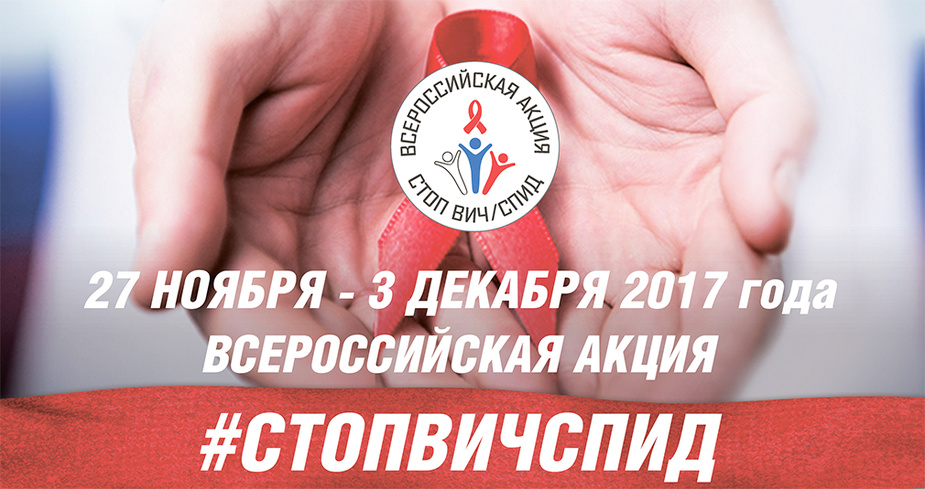 ВСЕРОССИЙСКАЯ АКЦИЯ
СТОП ВИЧ/СПИД
27 НОЯБРЯ - 3 ДЕКАБРЯ 2017 года
ВСЕРОССИЙСКАЯ АКЦИЯ
#СТОПВИЧСПИД